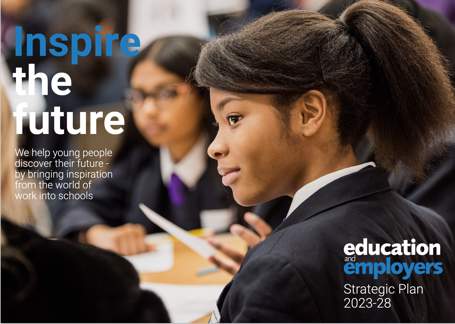 Inspire
the
future
We help young people
discover their future -
by bringing inspiration
from the world of
work into schools
education
and
employers
Strategic Plan
2023-28